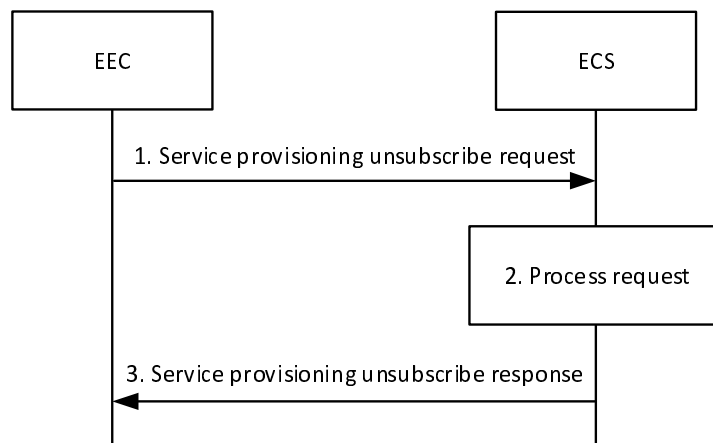 EEC
ECS
1. Service provisioning unsubscribe request
2. Process request
3. Service provisioning unsubscribe response